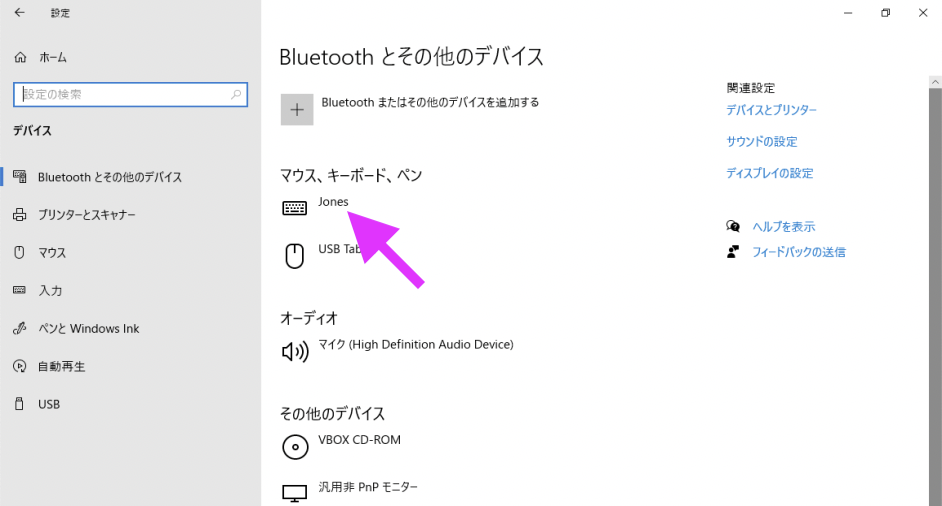 設定
ホーム
設定の検索
デバイス
Bluetooth とその他のデバイス
プリンターとスキャナー
マウス
入力
ペンと Windows Ink
自動再生
USB
Bluetooth とその他のデバイス
Bluetooth またはその他のデバイスを追加する
マウス、キーボード、ペン
Jones
USB
オーディオ
マイク (High Definition Audio Device)
その他のデバイス
VBOX CD-ROM
汎用非 PnP モニター
関連設定
デバイスとプリンター
サウンドの設定
ディスプレイの設定
ヘルプを表示
フィードバックの送信